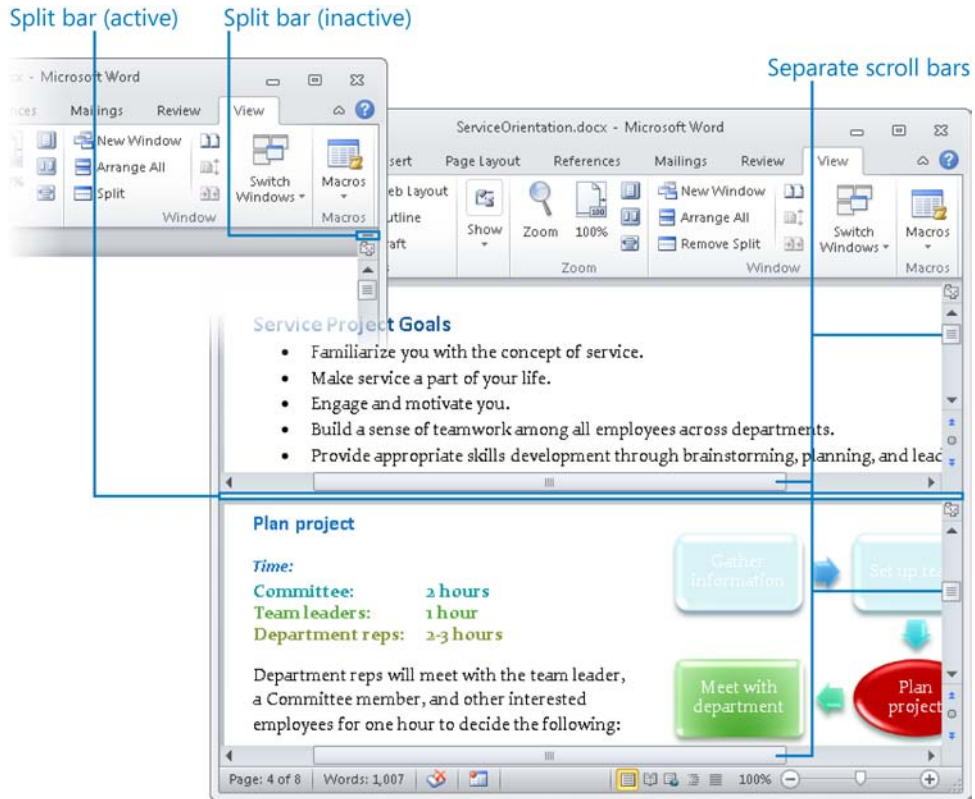 Split bar (active) Split bar (inactive)
Separate scroll bars
Microsoft Word
Mailings Review View
New Window
Arrange All
Split
Switch Windows
Macros
Window Macros
ServiceOrientation.docx - Microsoft Word
Page Layout References Mailings Review View
Show
Zoom
100%
New Window
Arrange All
Remove Split
Switch Windows
Macros
Zoom Window Macros
Service Project Goals
• Familiarize you with the concept of service.
• Make service a part of your life.
• Engage and motivate you.
• Build a sense of teamwork among all employees across departments.
• Provide appropriate skills development through brainstorming, planning, and lead
Plan project
Time:
Committee: 2 hours
Team leaders: 1 hour
Department reps: 2-3 hours
Department reps will meet with the team leader,
a Committee member, and other interested
employees for one hour to decide the following:
Gather
information
Set up
Meet with
department
Plan
project
Page: 4 of 8 Words: 1,007 100%